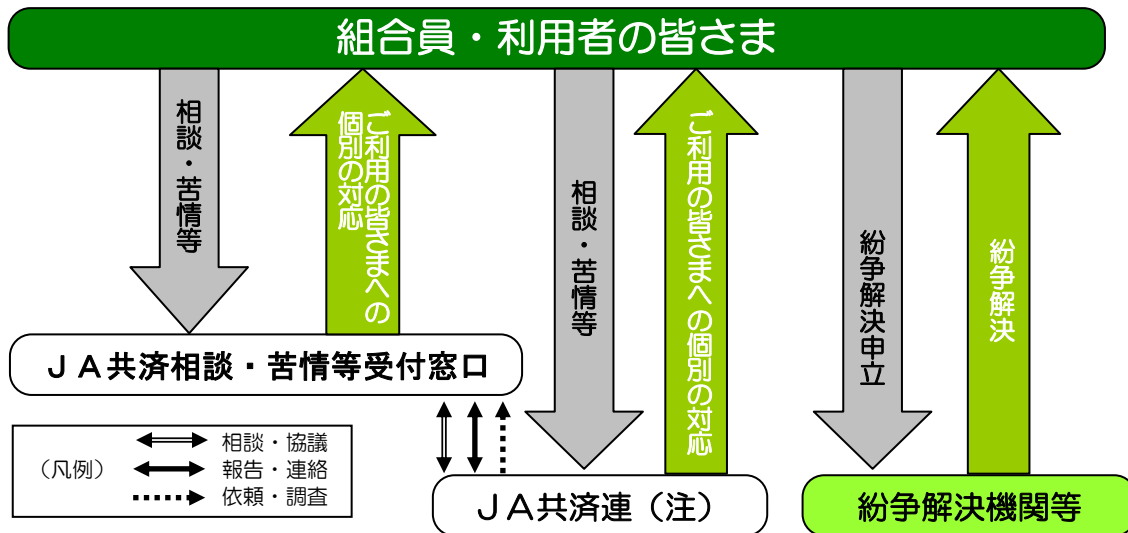 組合員・利用者の皆さま
相談・苦情等
ご利用の皆さまへの
個別の対応
相談・苦情等
ご利用の皆さまへの個別の対応
紛争解決申立
紛争解決
ＪＡ共済相談・苦情等受付窓口
（凡例）
相談・協議
報告・連絡
依頼・調査
ＪＡ共済連（注）
紛争解決機関等